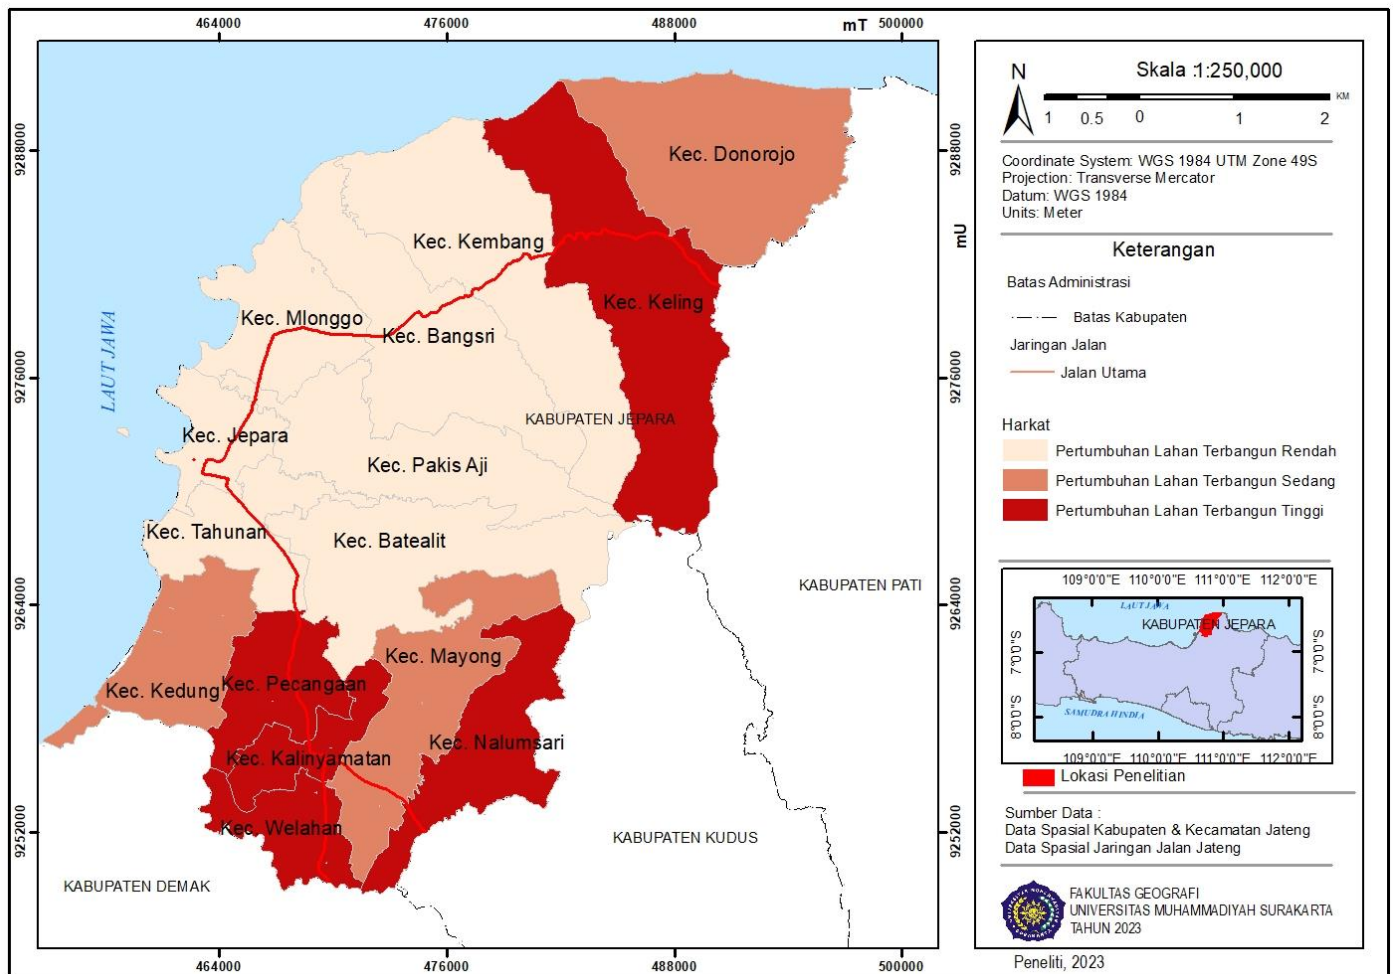 464000
476000
488000
mT
500000
9288000
9276000
9264000
9252000
9288000
mU
9276000
9264000
9252000
464000
476000
488000
500000
LAUT JAWA
Kec. Donorojo
Kec. Kembang
Kec. Keling
Kec. Mlonggo
Kec. Bangsri
KABUPATEN JEPARA
Kec. Jepara
Kec. Pakis Aji
Kec. Tahunan
Kec. Batealit
KABUPATEN PATI
Kec. Mayong
Kec. Kedung
Kec. Pecangaan
Kec. Nalumsari
Kec. Kalinyamatan
Kec. Welahan
KABUPATEN KUDUS
KABUPATEN DEMAK
N
Skala :1:250,000
KM
1 0.5 0 1 2
Coordinate System: WGS 1984 UTM Zone 49S
Projection: Transverse Mercator
Datum: WGS 1984
Units: Meter
Keterangan
Batas Administrasi
Batas Kabupaten
Jaringan Jalan
Jalan Utama
Harkat
Pertumbuhan Lahan Terbangun Rendah
Pertumbuhan Lahan Terbangun Sedang
Pertumbuhan Lahan Terbangun Tinggi
109°0'0"E 110°0'0"E 111°0'0"E 112°0'0"E
LAUT JAWA
KABUPATEN JEPARA
7°0'0"S
7°0'0"S
8°0'0"S
8°0'0"S
SAMUDRA HINDIA
109°0'0"E 110°0'0"E 111°0'0"E 112°0'0"E
Lokasi Penelitian
Sumber Data :
Data Spasial Kabupaten & Kecamatan Jateng
Data Spasial Jaringan Jalan Jateng
FAKULTAS GEOGRAFI
UNIVERSITAS MUHAMMADIYAH SURAKARTA
TAHUN 2023
Peneliti, 2023